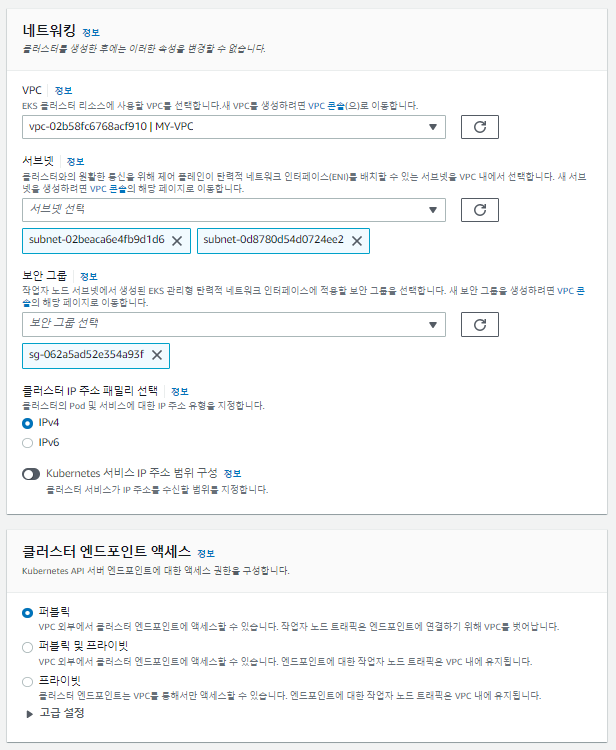 네트워킹 정보
클러스터를 생성한 후에는 이러한 속성을 변경할 수 없습니다.
VPC 정보
EKS 클러스터 리소스에 사용할 VPC를 선택합니다.새 VPC를 생성하려면 VPC 콘솔(으)로 이동합니다.
vpc-02b58fc6768acf910 | MY-VPC
서브넷 정보
클러스터와의 원활한 통신을 위해 제어 플레인이 탄력적 네트워크 인터페이스(ENI)를 배치할 수 있는 서브넷을 VPC 내에서 선택합니다. 새 서브
넷을 생성하려면 VPC 콘솔의 해당 페이지로 이동합니다.
서브넷 선택
subnet-02beaca6e4fb9d1d6 subnet-0d8780d54d0724ee2
보안 그룹 정보
작업자 노드 서브넷에서 생성된 EKS 관리형 탄력적 네트워크 인터페이스에 적용할 보안 그룹을 선택합니다. 새 보안 그룹을 생성하려면 VPC 콘
솔의 해당 페이지로 이동합니다.
보안 그룹 선택
sg-062a5ad52e354a93f
클러스터 IP 주소 패밀리 선택 정보
클러스터의 Pod 및 서비스에 대한 IP 주소 유형을 지정합니다.
IPv4
IPv6
Kubernetes 서비스 IP 주소 범위 구성 정보
클러스터 서비스가 IP 주소를 수신할 범위를 지정합니다.
클러스터 엔드포인트 액세스 정보
Kubernetes API 서버 엔드포인트에 대한 액세스 권한을 구성합니다.
퍼블릭
VPC 외부에서 클러스터 엔드포인트에 액세스할 수 있습니다. 작업자 노드 트래픽은 엔드포인트에 연결하기 위해 VPC를 벗어납니다.
퍼블릭 및 프라이빗
VPC 외부에서 클러스터 엔드포인트에 액세스할 수 있습니다. 엔드포인트에 대한 작업자 노드 트래픽은 VPC 내에 유지됩니다.
프라이빗
클러스터 엔드포인트는 VPC를 통해서만 액세스할 수 있습니다. 엔드포인트에 대한 작업자 노드 트래픽은 VPC 내에 유지됩니다.
고급 설정